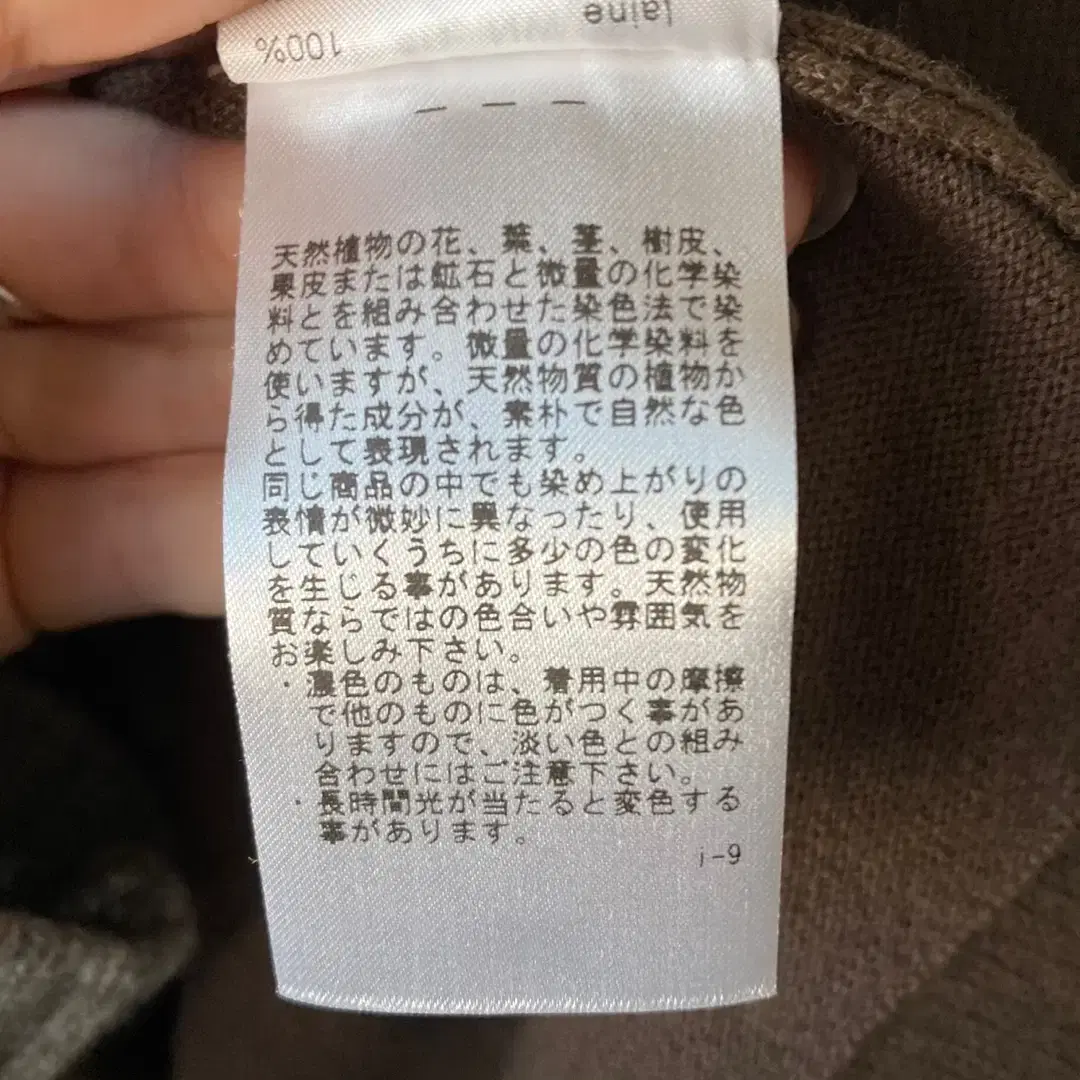 laine
100%
天然植物の花、葉、茎、樹皮、
果皮または鉱石と微量の化学染
料とを組み合わせた染色法で染
めています。微量の化学染料を
使いますが、天然物質の植物か
ら得た成分が、素朴で自然な色
として表現されます。
同じ商品の中でも染め上がりの
表情が微妙に異なったり、使用
していくうちに多少の色の変化
を生じる事があります。天然物
質ならではの色合いや雰囲気を
お楽しみ下さい。
・濃色のものは、着用中の摩擦
で他のものに色がつく事があ
りますので、淡い色との組み
合わせにはご注意下さい。
・長時間光が当たると変色する
事があります。
i-9